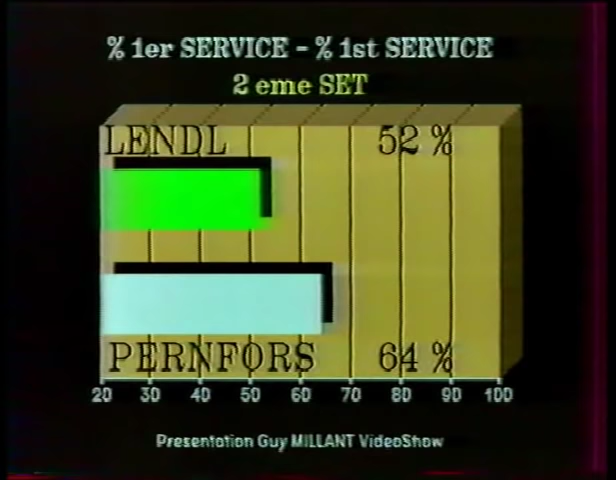 % 1er SERVICE - % 1st SERVICE
2 eme SET
LENDL 52 %
PERNFORS 64 %
20 30 40 50 60 70 80 90 100
Presentation Guy MILLANT VideoShow